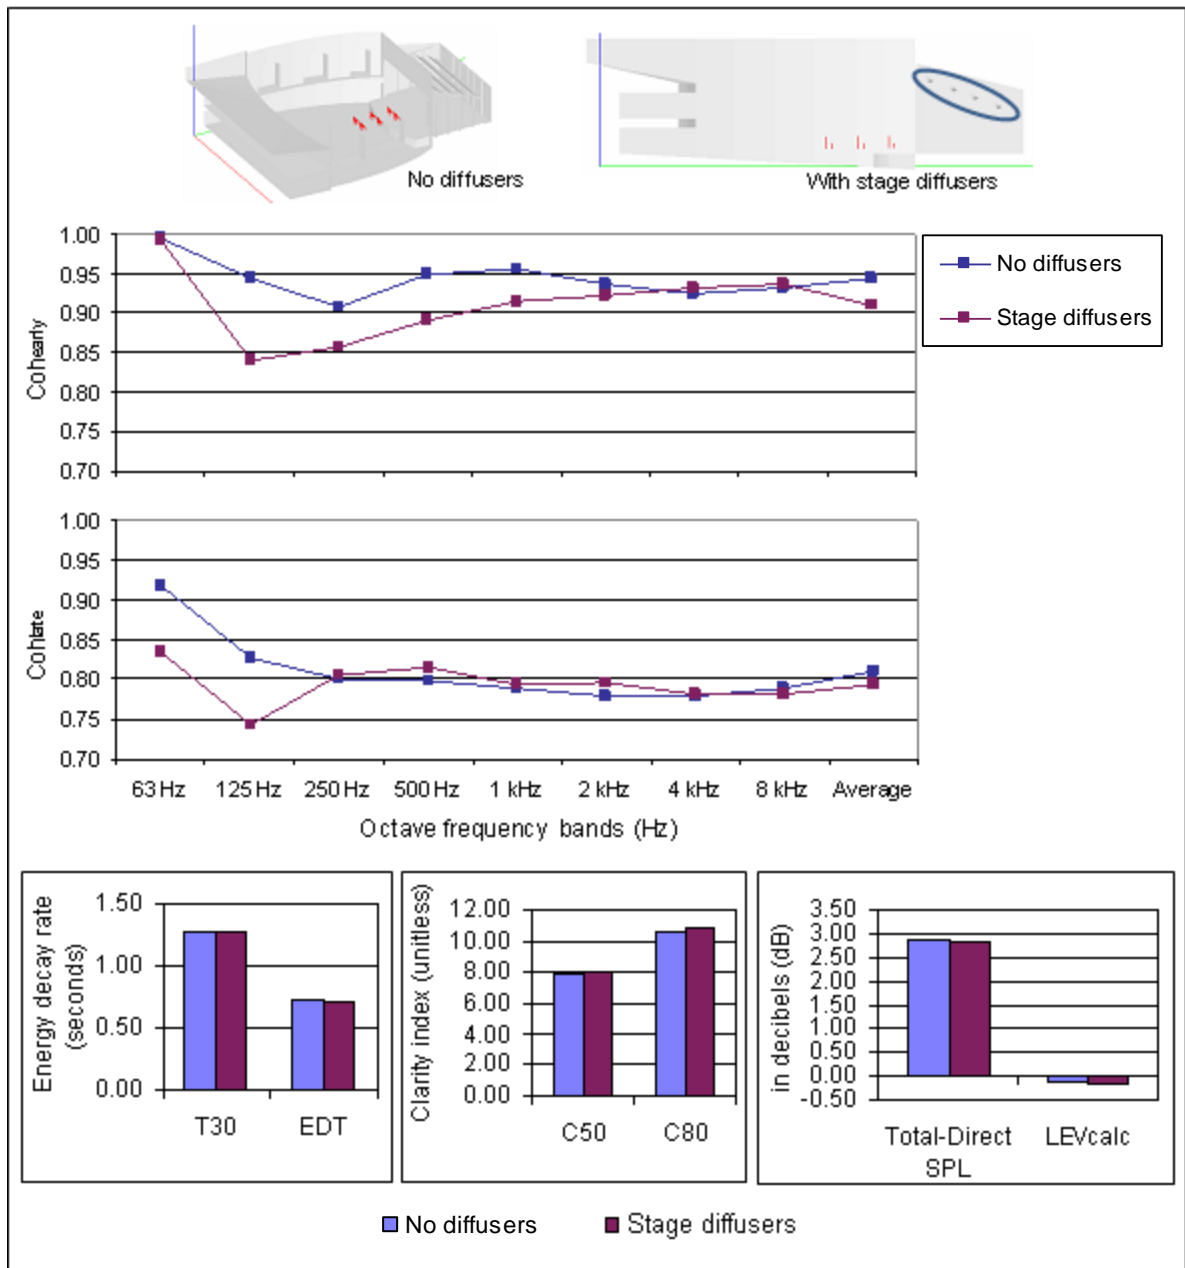 No diffusers
With stage diffusers
1.00
0.95
0.90
0.85
0.80
0.75
0.70
Cohearly
No diffusers
Stage diffusers
1.00
0.95
0.90
0.85
0.80
0.75
0.70
Cohlate
63 Hz 125 Hz 250 Hz 500 Hz 1 kHz 2 kHz 4 kHz 8 kHz Average
Octave frequency bands (Hz)
Energy decay rate
(seconds)
1.50
1.00
0.50
0.00
T30 EDT
Clarity index (unitless)
12.00
10.00
8.00
6.00
4.00
2.00
0.00
C50 C80
in decibels (dB)
3.50
3.00
2.50
2.00
1.50
1.00
0.50
0.00
-0.50
Total-Direct
SPL
LEVcalc
No diffusers Stage diffusers